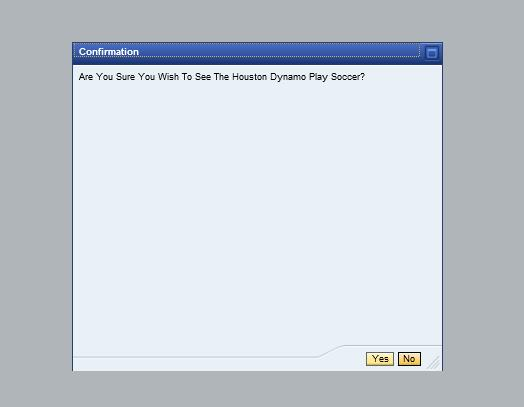 Confirmation
Are You Sure You Wish To See The Houston Dynamo Play Soccer?
Yes No